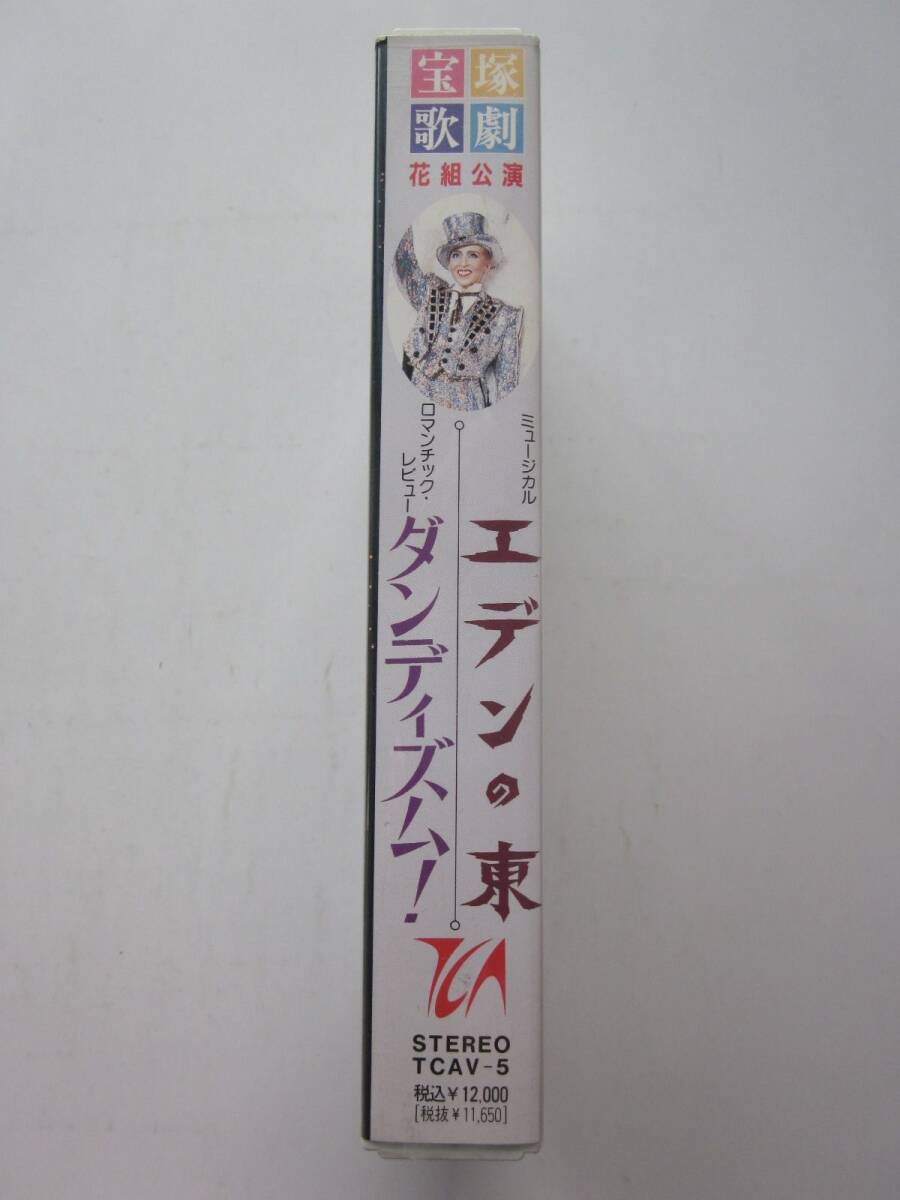 宝塚
歌劇
花組公演
ミュージカル
エデンの東
ロマンチック・
レビュー
ダンディズム!
TCA
STEREO
TCAV-5
税込¥12,000
[税抜¥11,650]